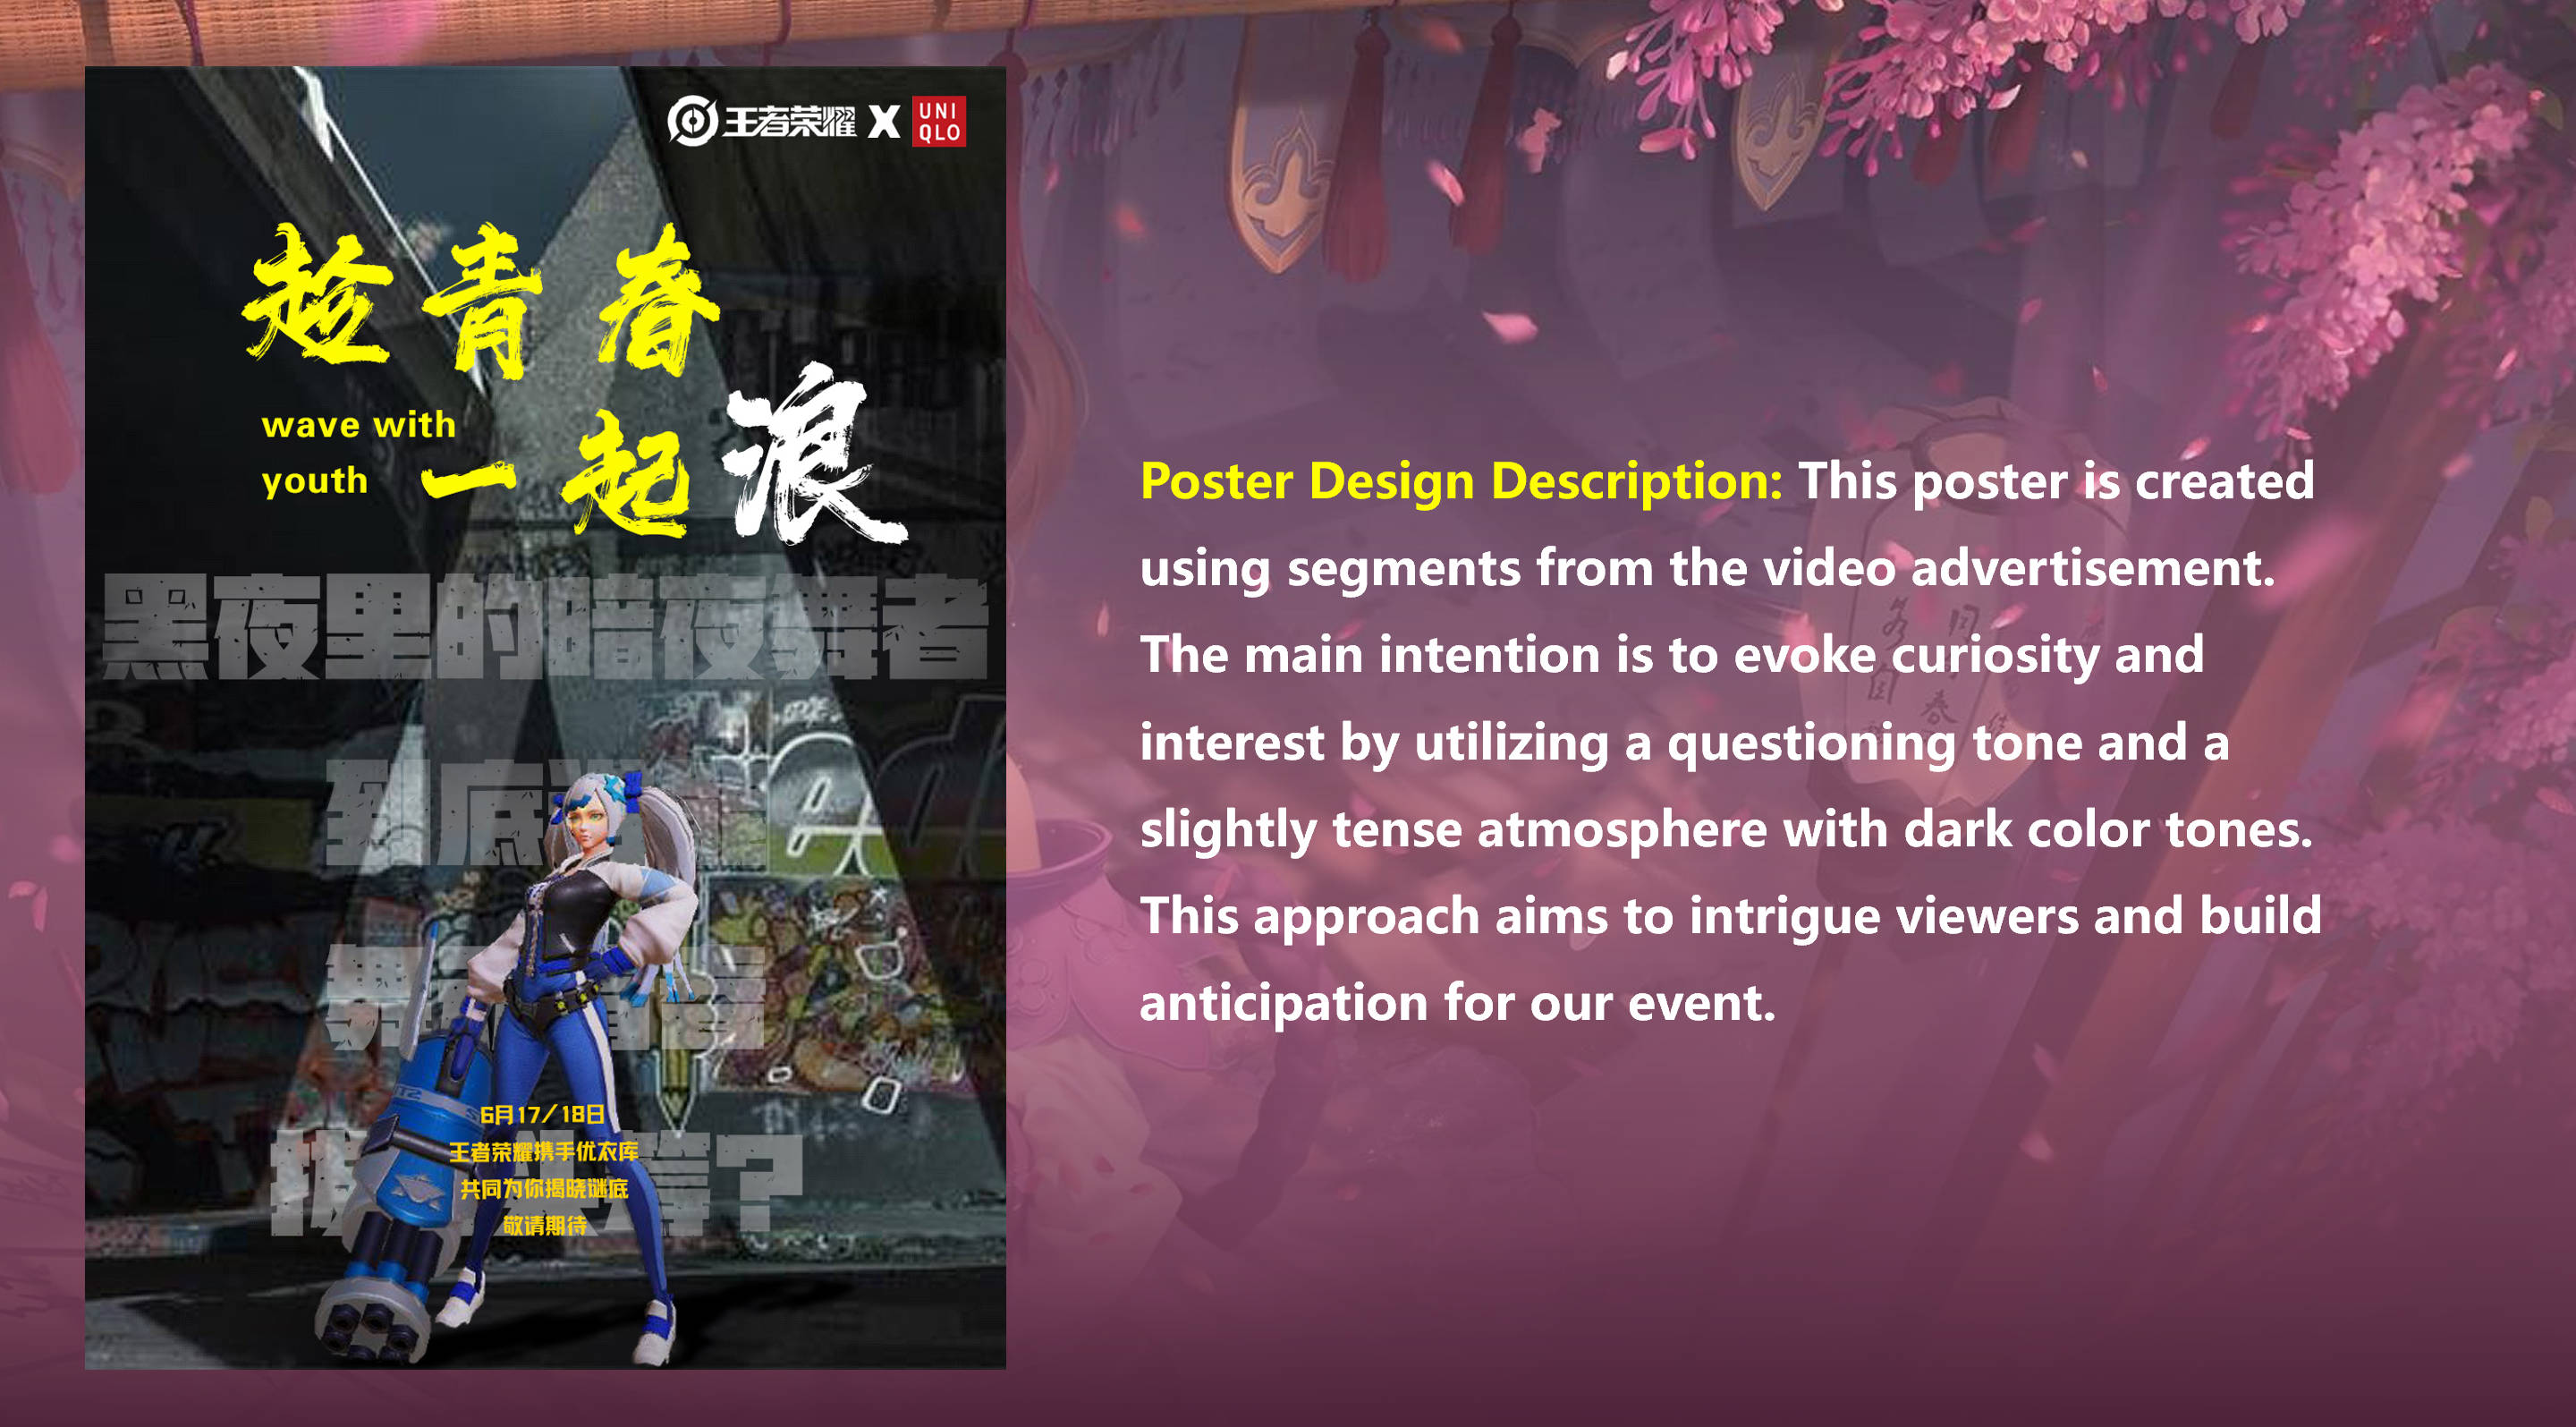 王者荣耀 X UNI QLO
趁青春
wave with
youth
一起浪
黑夜里的暗夜舞者
到底
6月17/18日
王者荣耀携手优衣库
共同为你揭晓谜底
敬请期待
Poster Design Description: This poster is created
using segments from the video advertisement.
The main intention is to evoke curiosity and
interest by utilizing a questioning tone and a
slightly tense atmosphere with dark color tones.
This approach aims to intrigue viewers and build
anticipation for our event.